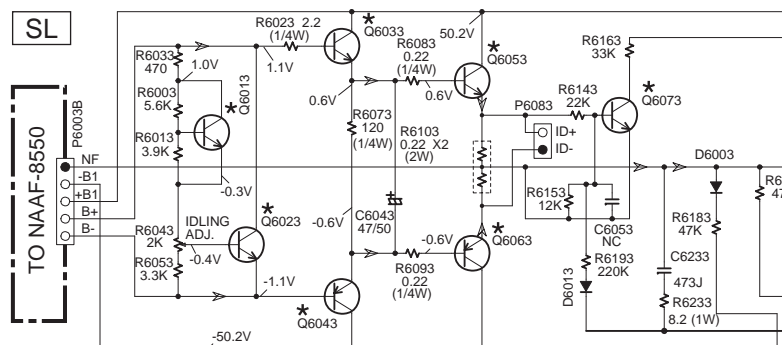 SL
R6023 2.2
(1/4W)
*
Q6033
50.2V
R6083
0.22
(1/4W)
*
Q6053
R6163
33K
R6033
470
1.0V
1.1V
R6003
5.6K
*
Q6013
0.6V
0.6V
R6143
22K
*
Q6073
P6083
R6073
120
(1/4W)
R6103
0.22 X2
(2W)
ID+
ID-
P6003B
R6013
3.9K
TO NAAF-8550
NF
-B1
+B1
B+
B-
-0.3V
D6003
R6
47
R6153
12K
R6043
2K
IDLING
ADJ.
*
Q6023
-0.6V
C6043
47/50
-0.6V
*
Q6063
C6053
NC
R6183
47K
-0.4V
R6053
3.3K
R6193
220K
C6233
473J
-1.1V
R6093
0.22
(1/4W)
D6013
R6233
8.2 (1W)
*
Q6043
-50.2V